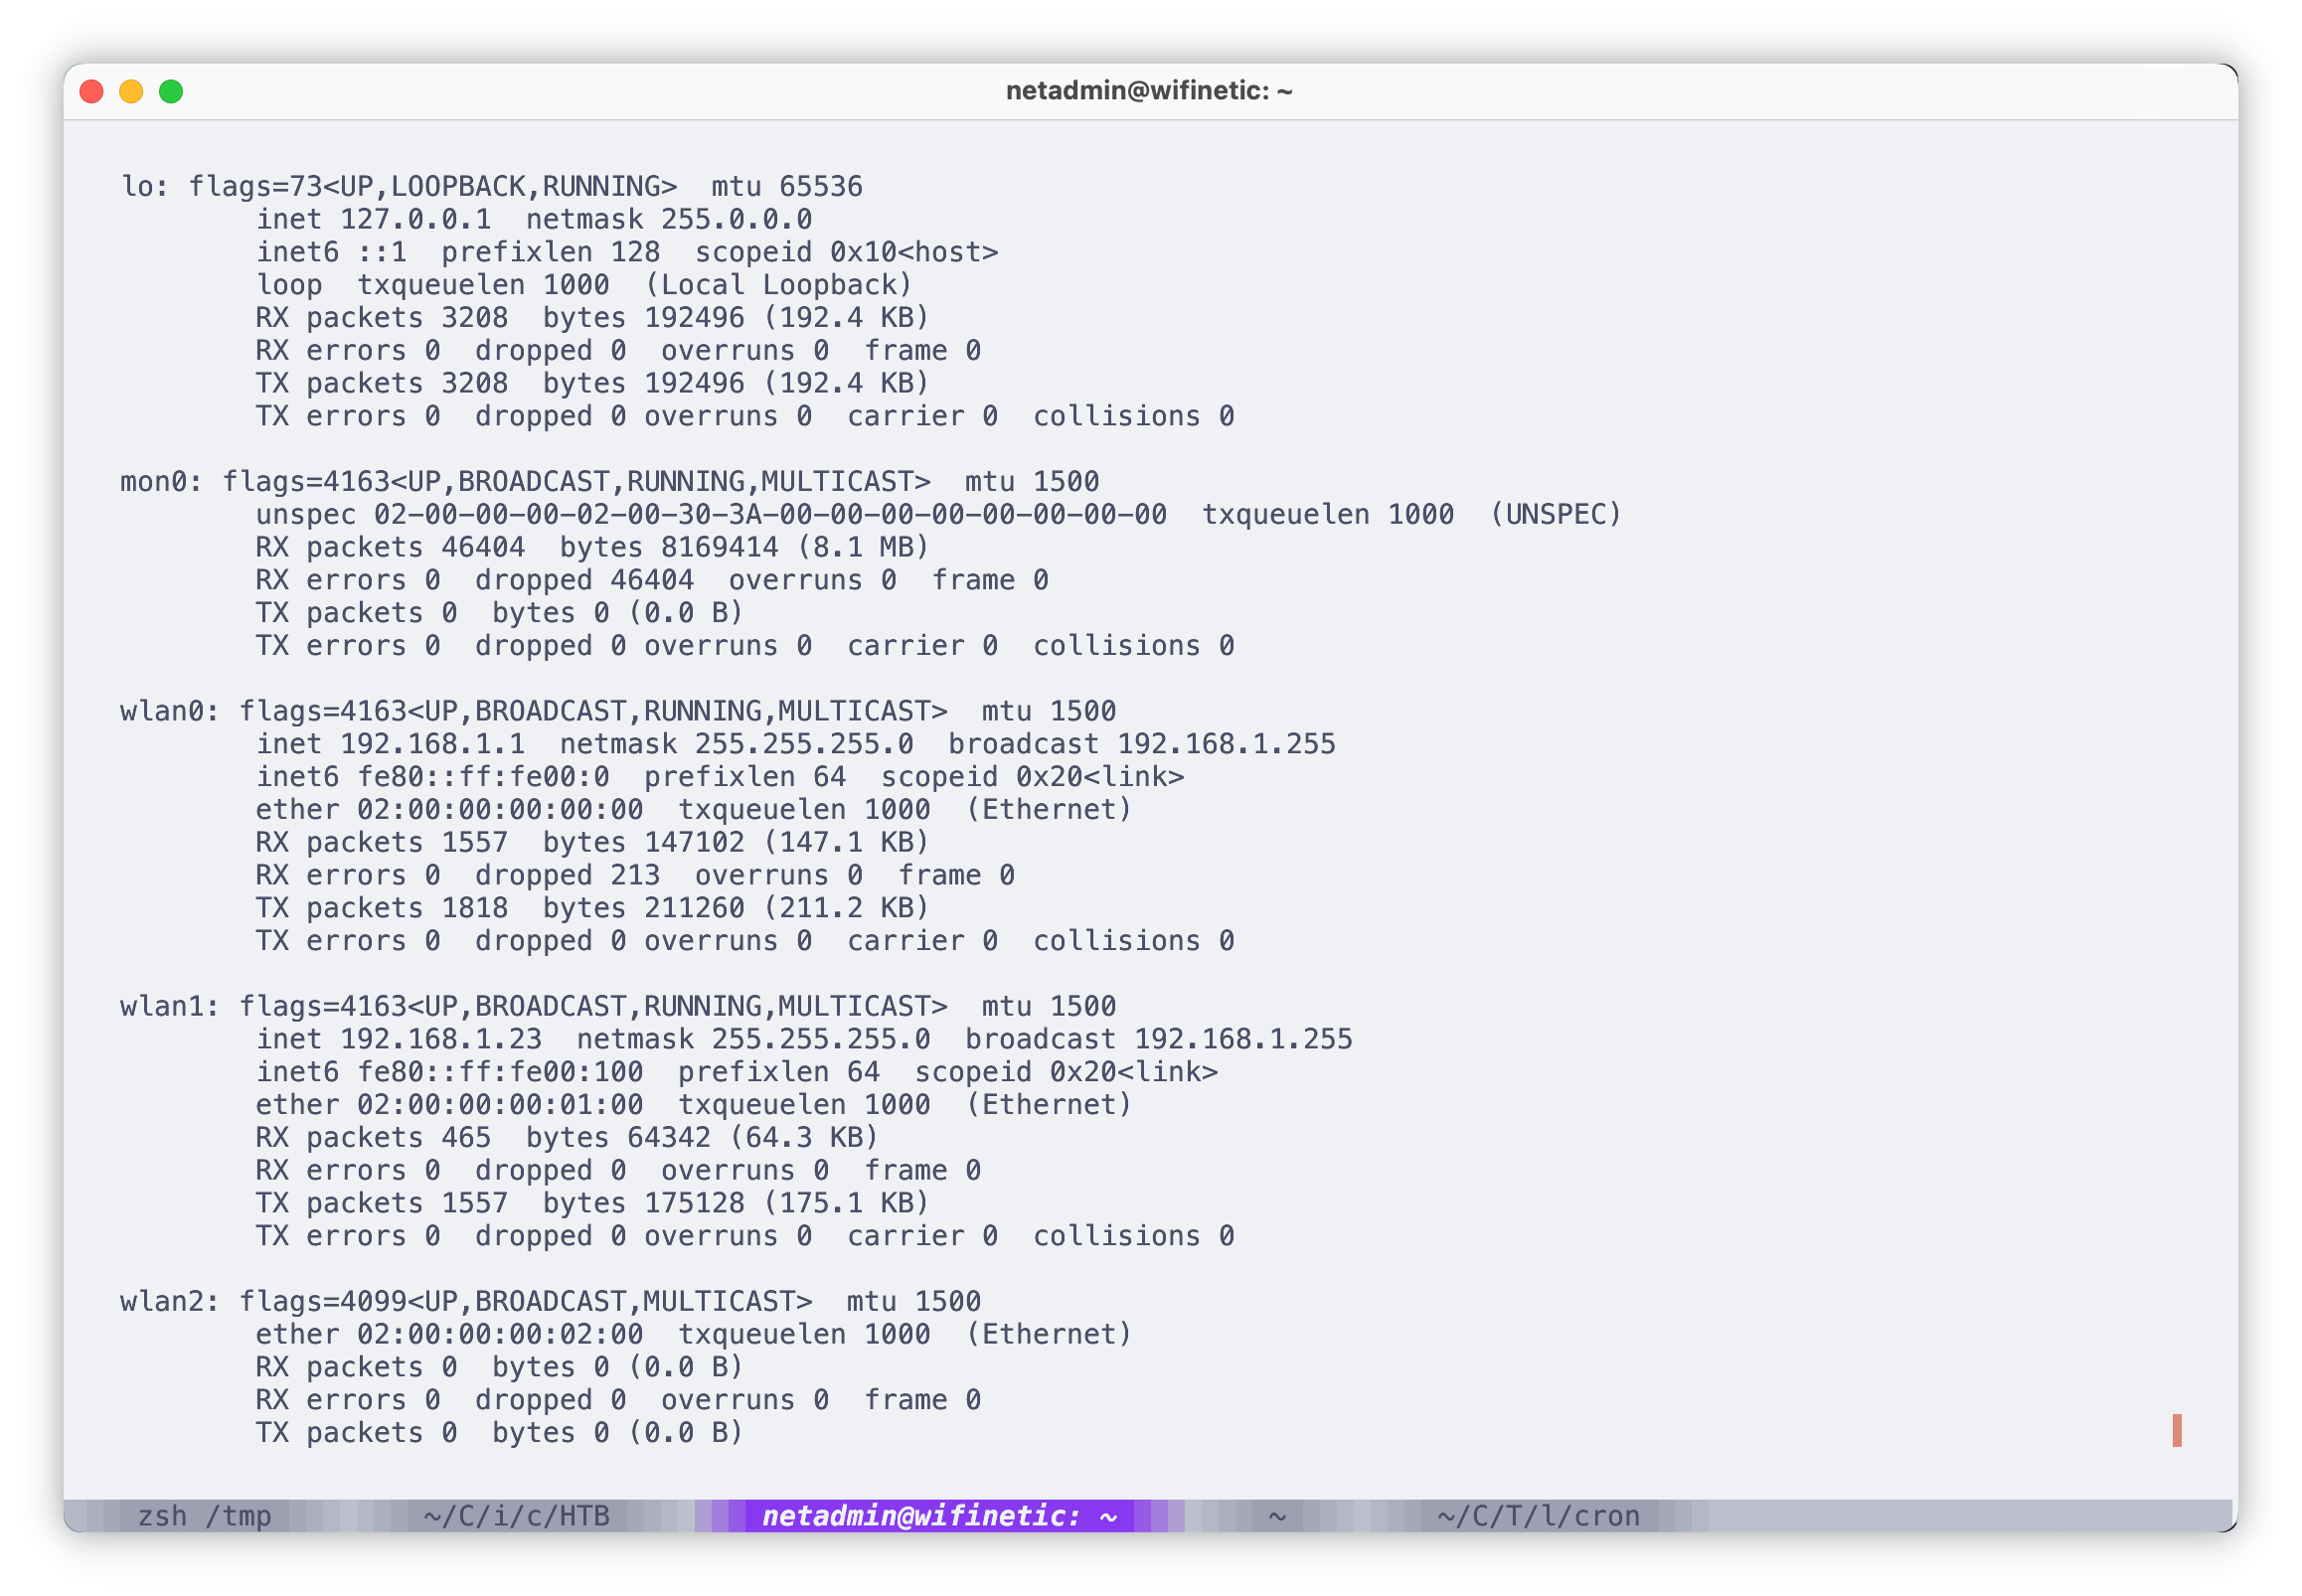 netadmin@wifinetic: ~
lo: flags=73<UP,LOOPBACK,RUNNING>  mtu 65536
        inet 127.0.0.1  netmask 255.0.0.0
        inet6 ::1  prefixlen 128  scopeid 0x10<host>
        loop  txqueuelen 1000  (Local Loopback)
        RX packets 3208  bytes 192496 (192.4 KB)
        RX errors 0  dropped 0  overruns 0  frame 0
        TX packets 3208  bytes 192496 (192.4 KB)
        TX errors 0  dropped 0 overruns 0  carrier 0  collisions 0
mon0: flags=4163<UP,BROADCAST,RUNNING,MULTICAST>  mtu 1500
        unspec 02-00-00-00-02-00-30-3A-00-00-00-00-00-00-00-00  txqueuelen 1000  (UNSPEC)
        RX packets 46404  bytes 8169414 (8.1 MB)
        RX errors 0  dropped 46404  overruns 0  frame 0
        TX packets 0  bytes 0 (0.0 B)
        TX errors 0  dropped 0 overruns 0  carrier 0  collisions 0
wlan0: flags=4163<UP,BROADCAST,RUNNING,MULTICAST>  mtu 1500
        inet 192.168.1.1  netmask 255.255.255.0  broadcast 192.168.1.255
        inet6 fe80::ff:fe00:0  prefixlen 64  scopeid 0x20<link>
        ether 02:00:00:00:00:00  txqueuelen 1000  (Ethernet)
        RX packets 1557  bytes 147102 (147.1 KB)
        RX errors 0  dropped 213  overruns 0  frame 0
        TX packets 1818  bytes 211260 (211.2 KB)
        TX errors 0  dropped 0 overruns 0  carrier 0  collisions 0
wlan1: flags=4163<UP,BROADCAST,RUNNING,MULTICAST>  mtu 1500
        inet 192.168.1.23  netmask 255.255.255.0  broadcast 192.168.1.255
        inet6 fe80::ff:fe00:100  prefixlen 64  scopeid 0x20<link>
        ether 02:00:00:00:01:00  txqueuelen 1000  (Ethernet)
        RX packets 465  bytes 64342 (64.3 KB)
        RX errors 0  dropped 0  overruns 0  frame 0
        TX packets 1557  bytes 175128 (175.1 KB)
        TX errors 0  dropped 0 overruns 0  carrier 0  collisions 0
wlan2: flags=4099<UP,BROADCAST,MULTICAST>  mtu 1500
        ether 02:00:00:00:02:00  txqueuelen 1000  (Ethernet)
        RX packets 0  bytes 0 (0.0 B)
        RX errors 0  dropped 0  overruns 0  frame 0
        TX packets 0  bytes 0 (0.0 B)
zsh /tmp  ~/C/i/c/HTB  netadmin@wifinetic: ~  ~  ~/C/T/l/cron